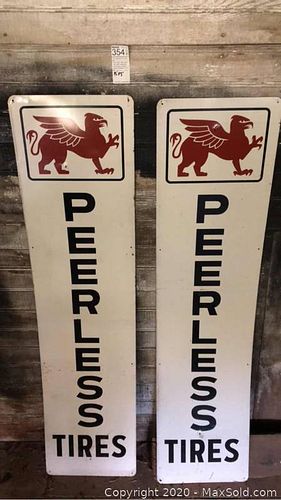 354
PEERLESS
TIRES
PEERLESS
TIRES
Copyright © 2020 - MaxSold.com